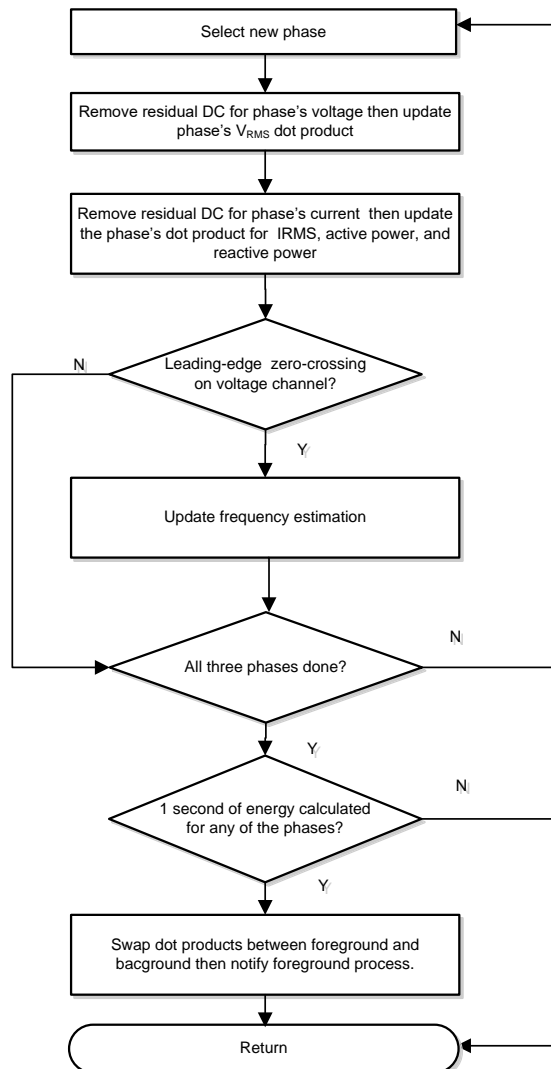 Select new phase
Remove residual DC for phase’s voltage then update
phase’s VRMS dot product
Remove residual DC for phase’s current then update
the phase’s dot product for IRMS, active power, and
reactive power
N
Leading-edge zero-crossing
on voltage channel?
Y
Update frequency estimation
N
All three phases done?
Y
N
1 second of energy calculated
for any of the phases?
Y
Swap dot products between foreground and
bacground then notify foreground process.
Return